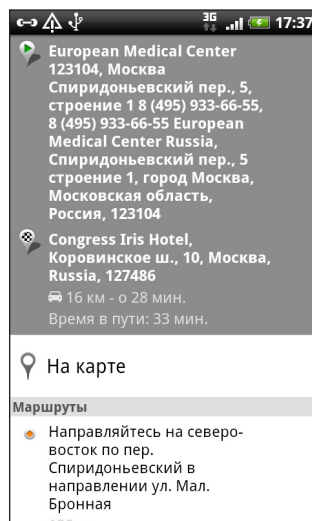 3G 17:37
European Medical Center
123104, Москва
Спиридоньевский пер., 5,
строение 1 8 (495) 933-66-55,
8 (495) 933-66-55 European
Medical Center Russia,
Спиридоньевский пер., 5
строение 1, город Москва,
Московская область,
Россия, 123104
Congress Iris Hotel,
Коровинское ш., 10, Москва,
Russia, 127486
16 км - о 28 мин.
Время в пути: 33 мин.
На карте
Маршруты
Направляйтесь на северо-
восток по пер.
Спиридоньевский в
направлении ул. Мал.
Бронная